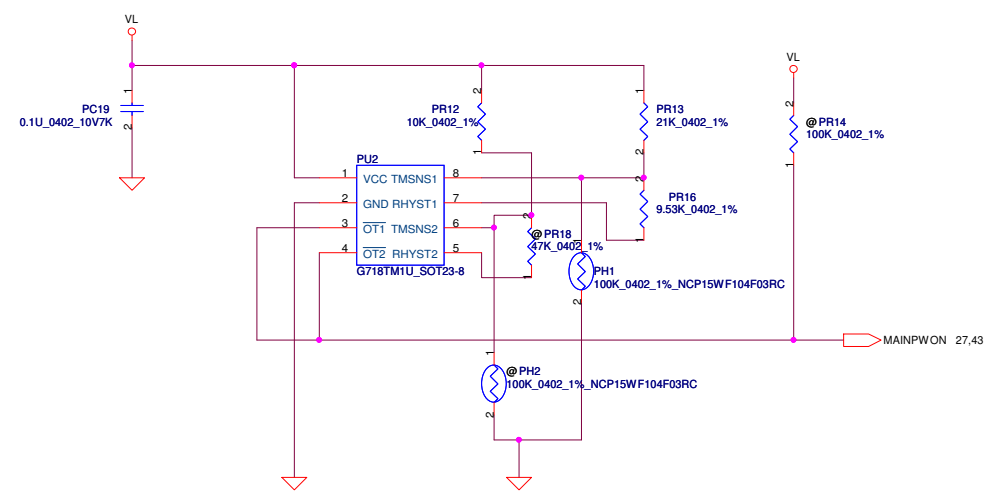 VL
VL
PC19
0.1U_0402_10V7K
1
2
PR12
10K_0402_1%
2
1
PR13
21K_0402_1%
1
2
@PR14
100K_0402_1%
2
1
PU2
1 VCC TMSNS1 8
2 GND RHYST1 7
3 OT1 TMSNS2 6
4 OT2 RHYST2 5
G718TM1U_SOT23-8
PR16
9.53K_0402_1%
2
1
@PR18
47K_0402_1%
2
1
PH1
100K_0402_1%_NCP15WF104F03RC
1
2
MAINPWON 27,43
@PH2
100K_0402_1%_NCP15WF104F03RC
1
2